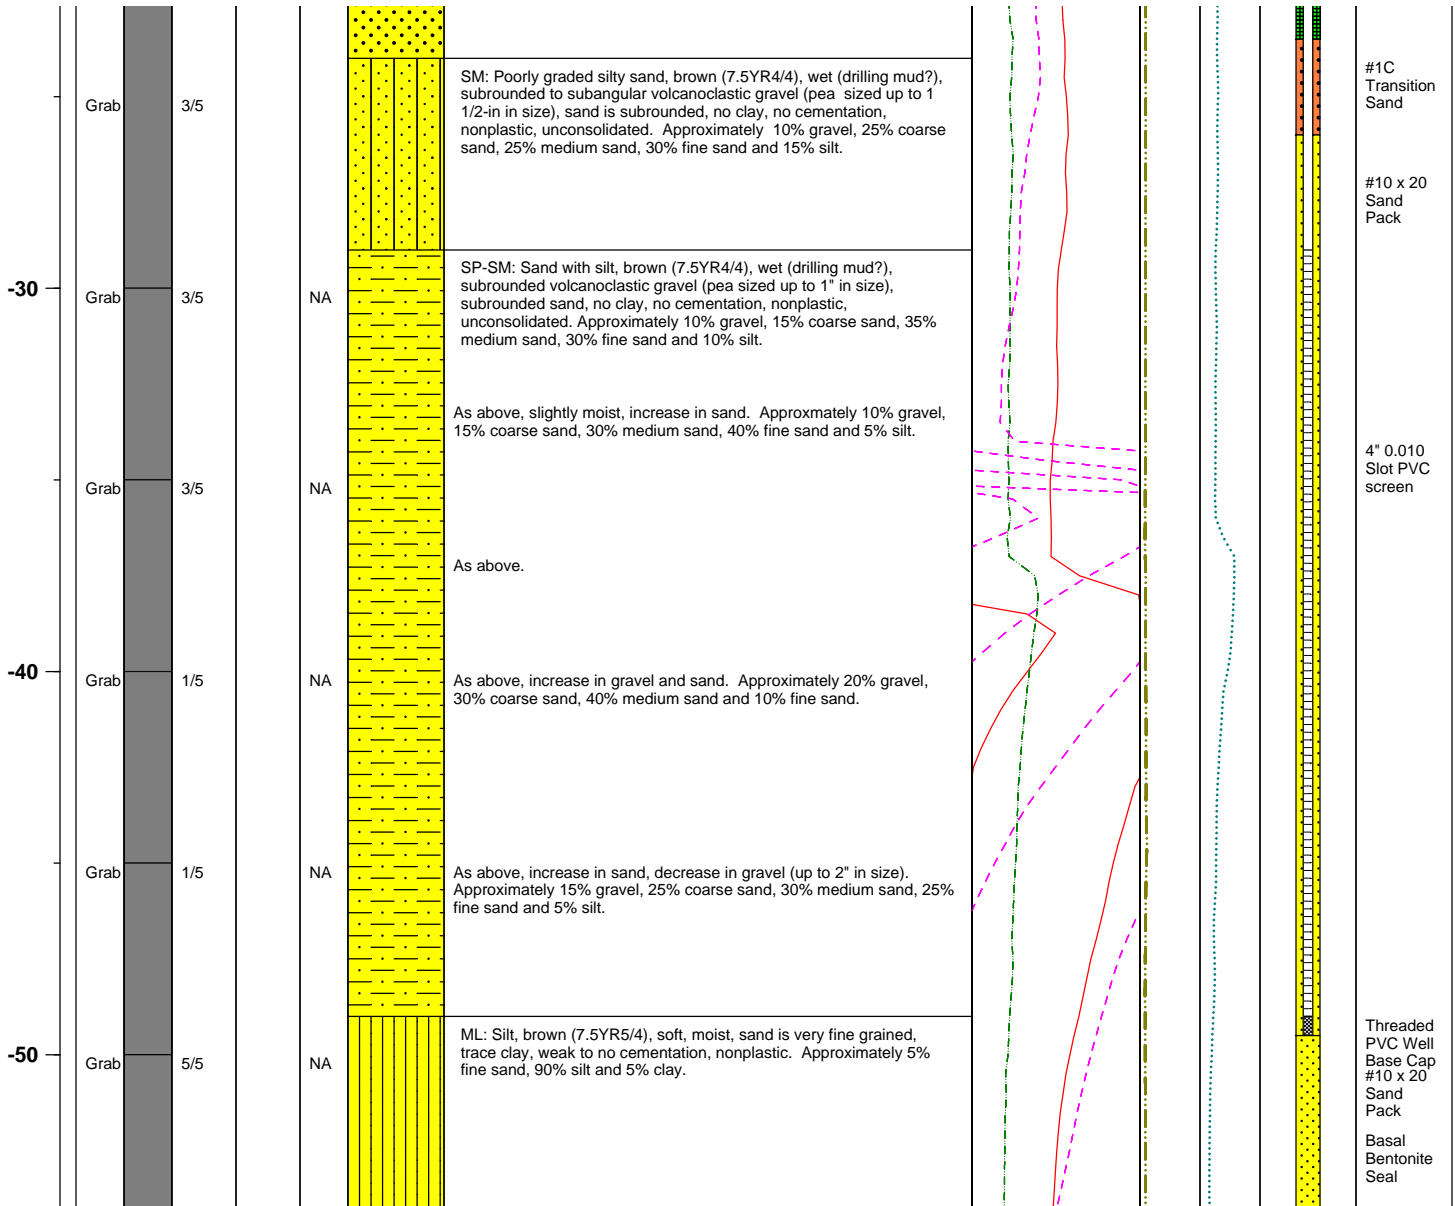 SM: Poorly graded silty sand, brown (7.5YR4/4), wet (drilling mud?),
subrounded to subangular volcanoclastic gravel (pea sized up to 1
1/2-in in size), sand is subrounded, no clay, no cementation,
nonplastic, unconsolidated. Approximately 10% gravel, 25% coarse
sand, 25% medium sand, 30% fine sand and 15% silt.
Grab 3/5
#1C
Transition
Sand
#10 x 20
Sand
Pack
SP-SM: Sand with silt, brown (7.5YR4/4), wet (drilling mud?),
subrounded volcanoclastic gravel (pea sized up to 1" in size),
subrounded sand, no clay, no cementation, nonplastic,
unconsolidated. Approximately 10% gravel, 15% coarse sand, 35%
medium sand, 30% fine sand and 10% silt.
-30
Grab 3/5 NA
As above, slightly moist, increase in sand. Approxmately 10% gravel,
15% coarse sand, 30% medium sand, 40% fine sand and 5% silt.
4" 0.010
Slot PVC
screen
Grab 3/5 NA
As above.
-40
Grab 1/5 NA
As above, increase in gravel and sand. Approximately 20% gravel,
30% coarse sand, 40% medium sand and 10% fine sand.
Grab 1/5 NA
As above, increase in sand, decrease in gravel (up to 2" in size).
Approximately 15% gravel, 25% coarse sand, 30% medium sand, 25%
fine sand and 5% silt.
ML: Silt, brown (7.5YR5/4), soft, moist, sand is very fine grained,
trace clay, weak to no cementation, nonplastic. Approximately 5%
fine sand, 90% silt and 5% clay.
-50
Grab 5/5 NA
Threaded
PVC Well
Base Cap
#10 x 20
Sand
Pack
Basal
Bentonite
Seal